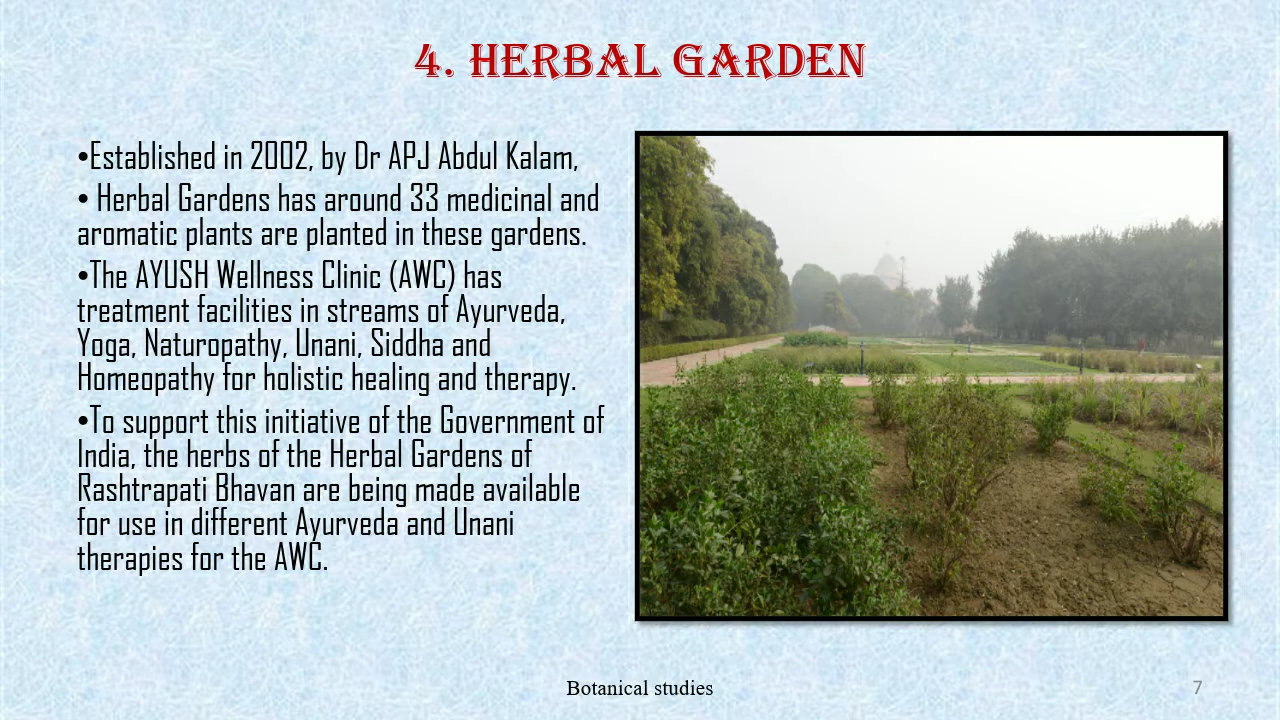 4. HERBAL GARDEN
•Established in 2002, by Dr APJ Abdul Kalam,
• Herbal Gardens has around 33 medicinal and
aromatic plants are planted in these gardens.
•The AYUSH Wellness Clinic (AWC) has
treatment facilities in streams of Ayurveda,
Yoga, Naturopathy, Unani, Siddha and
Homeopathy for holistic healing and therapy.
•To support this initiative of the Government of
India, the herbs of the Herbal Gardens of
Rashtrapati Bhavan are being made available
for use in different Ayurveda and Unani
therapies for the AWC.
Botanical studies
7